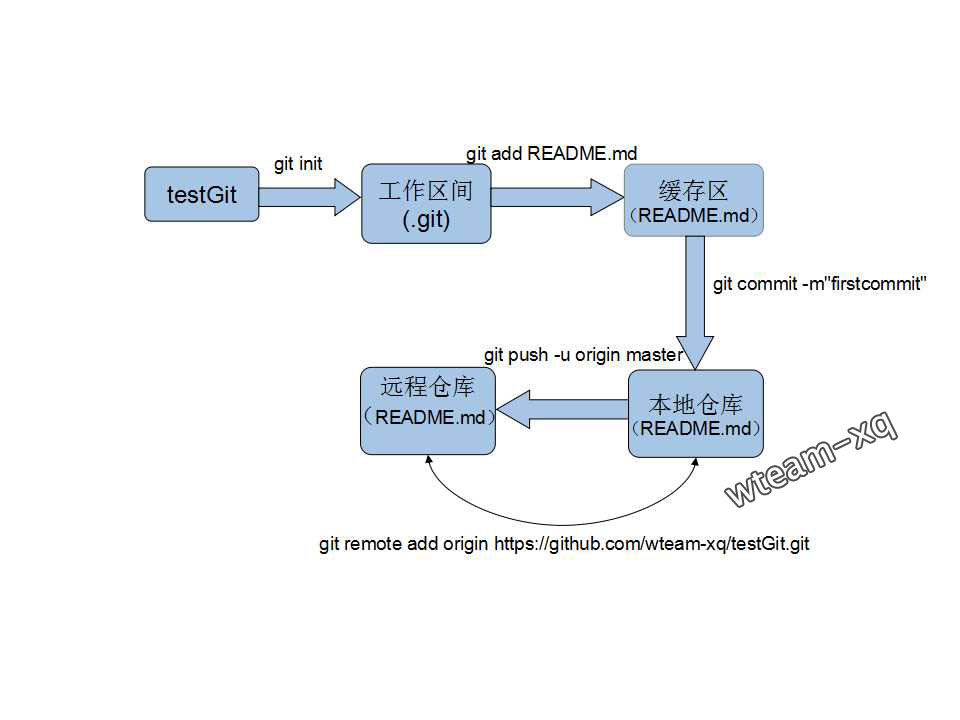 git init
git add README.md
testGit
工作区间
(.git)
缓存区
（README.md）
git commit -m"firstcommit"
git push -u origin master
远程仓库
（README.md）
本地仓库
（README.md）
wteam-xq
git remote add origin https://github.com/wteam-xq/testGit.git